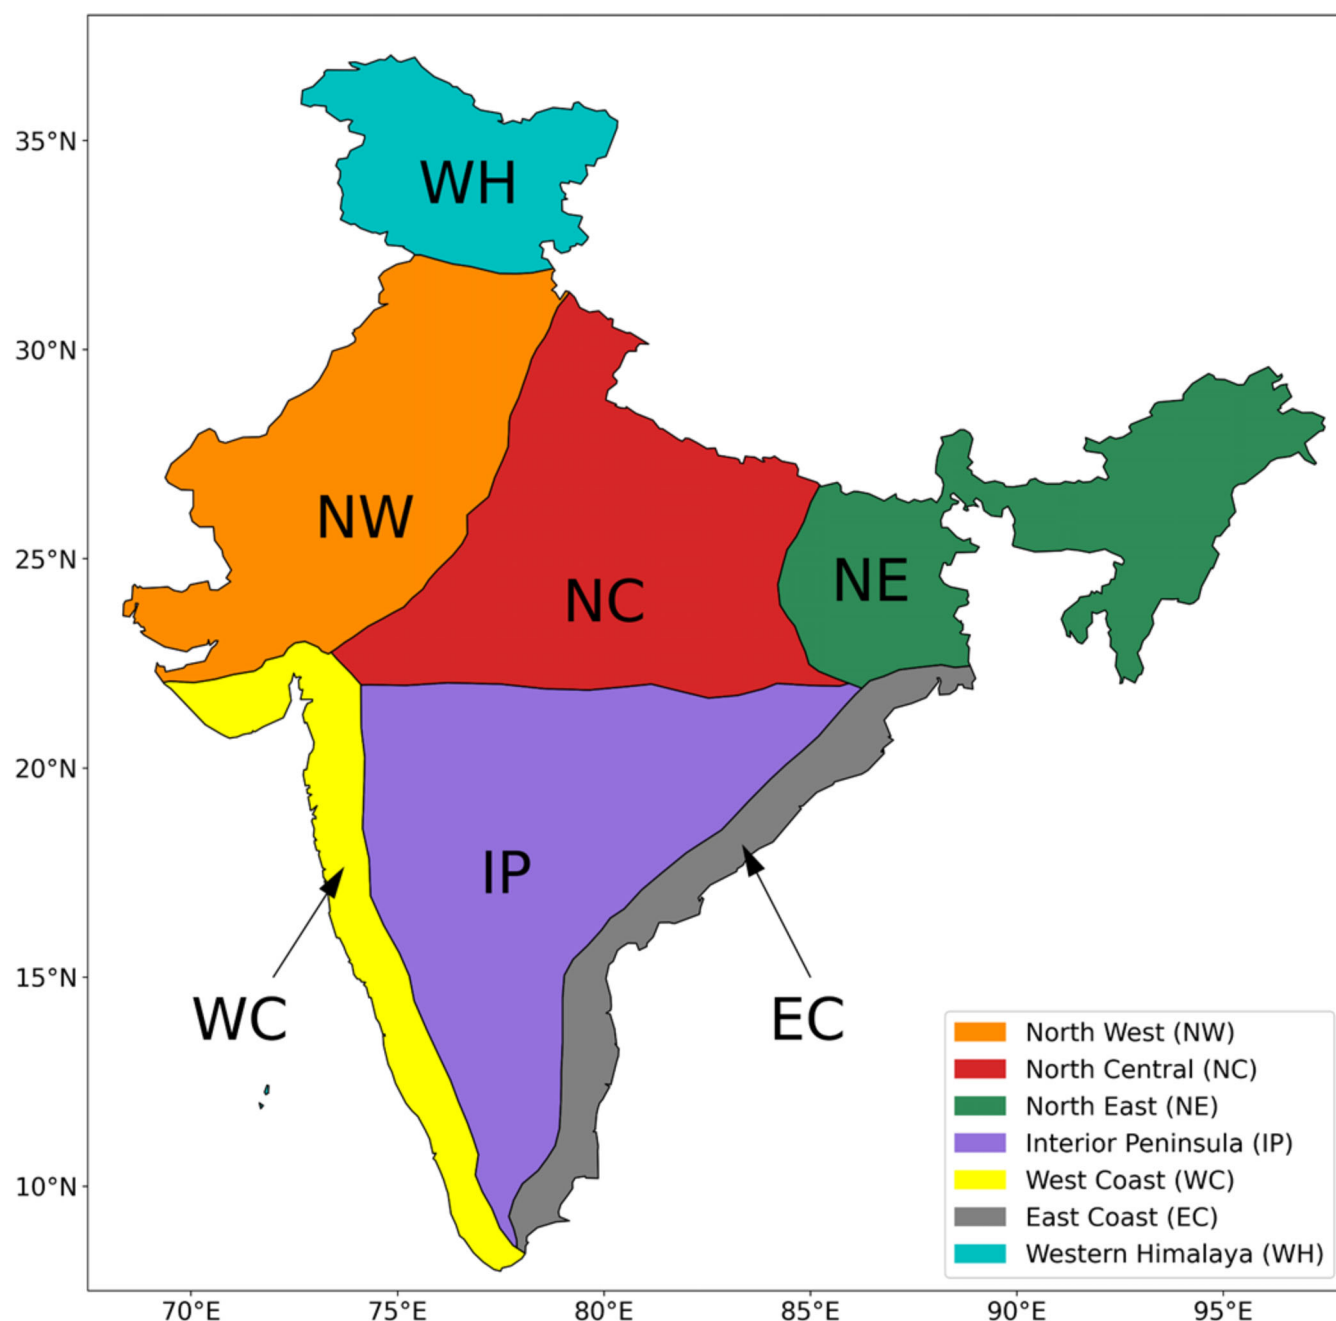 WH
NW
NC
NE
IP
WC
EC
35°N
30°N
25°N
20°N
15°N
10°N
70°E
75°E
80°E
85°E
90°E
95°E
North West (NW)
North Central (NC)
North East (NE)
Interior Peninsula (IP)
West Coast (WC)
East Coast (EC)
Western Himalaya (WH)